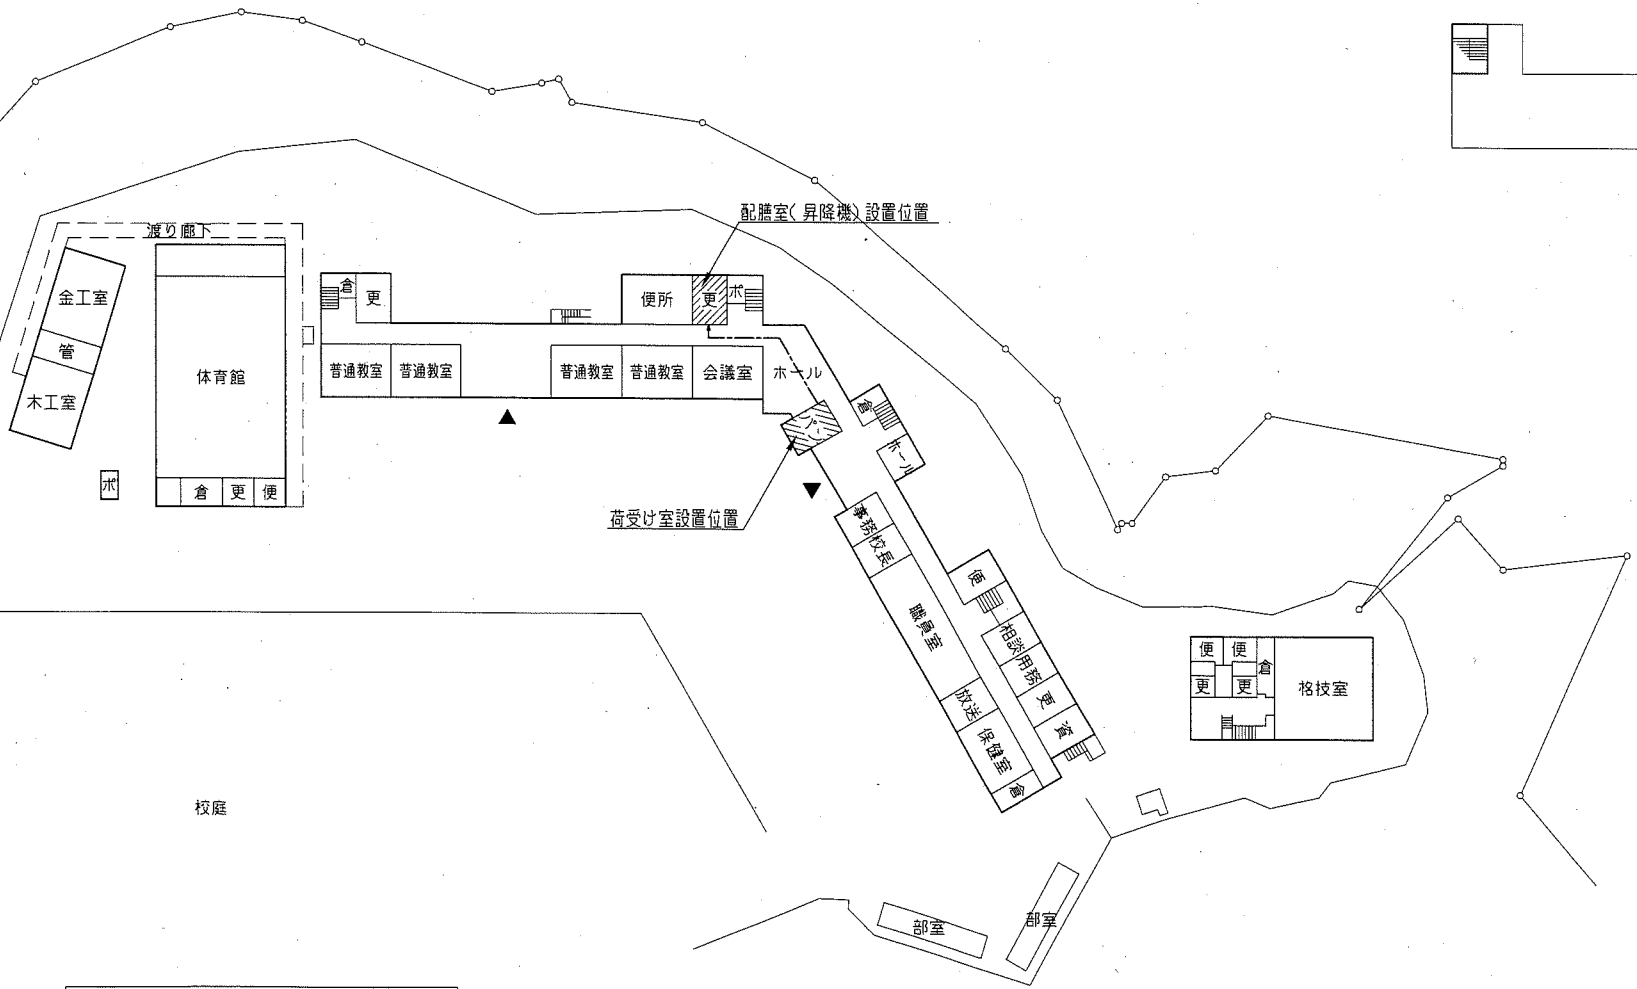 配膳室(昇降機)設置位置
渡り廊下
金工室
管
木工室
体育館
倉
更
便
ポ
倉
更
便所
更
ポ
普通教室
普通教室
普通教室
普通教室
会議室
ホール
倉
ホール
荷受け室設置位置
事務
校長
職員室
放送
保健室
倉
便
相談
用務
更
資
便
便
倉
更
更
格技室
校庭
部室
部室